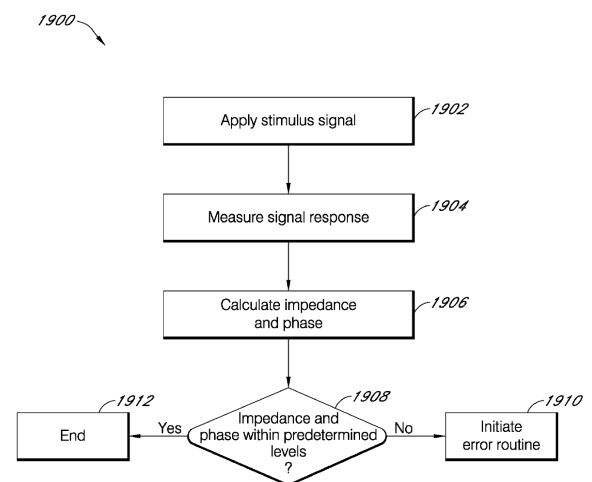 1900
Apply stimulus signal
1902
Measure signal response
1904
Calculate impedance
and phase
1906
1908
Impedance and
phase within predetermined
levels
?
Yes
1912
End
No
1910
Initiate
error routine